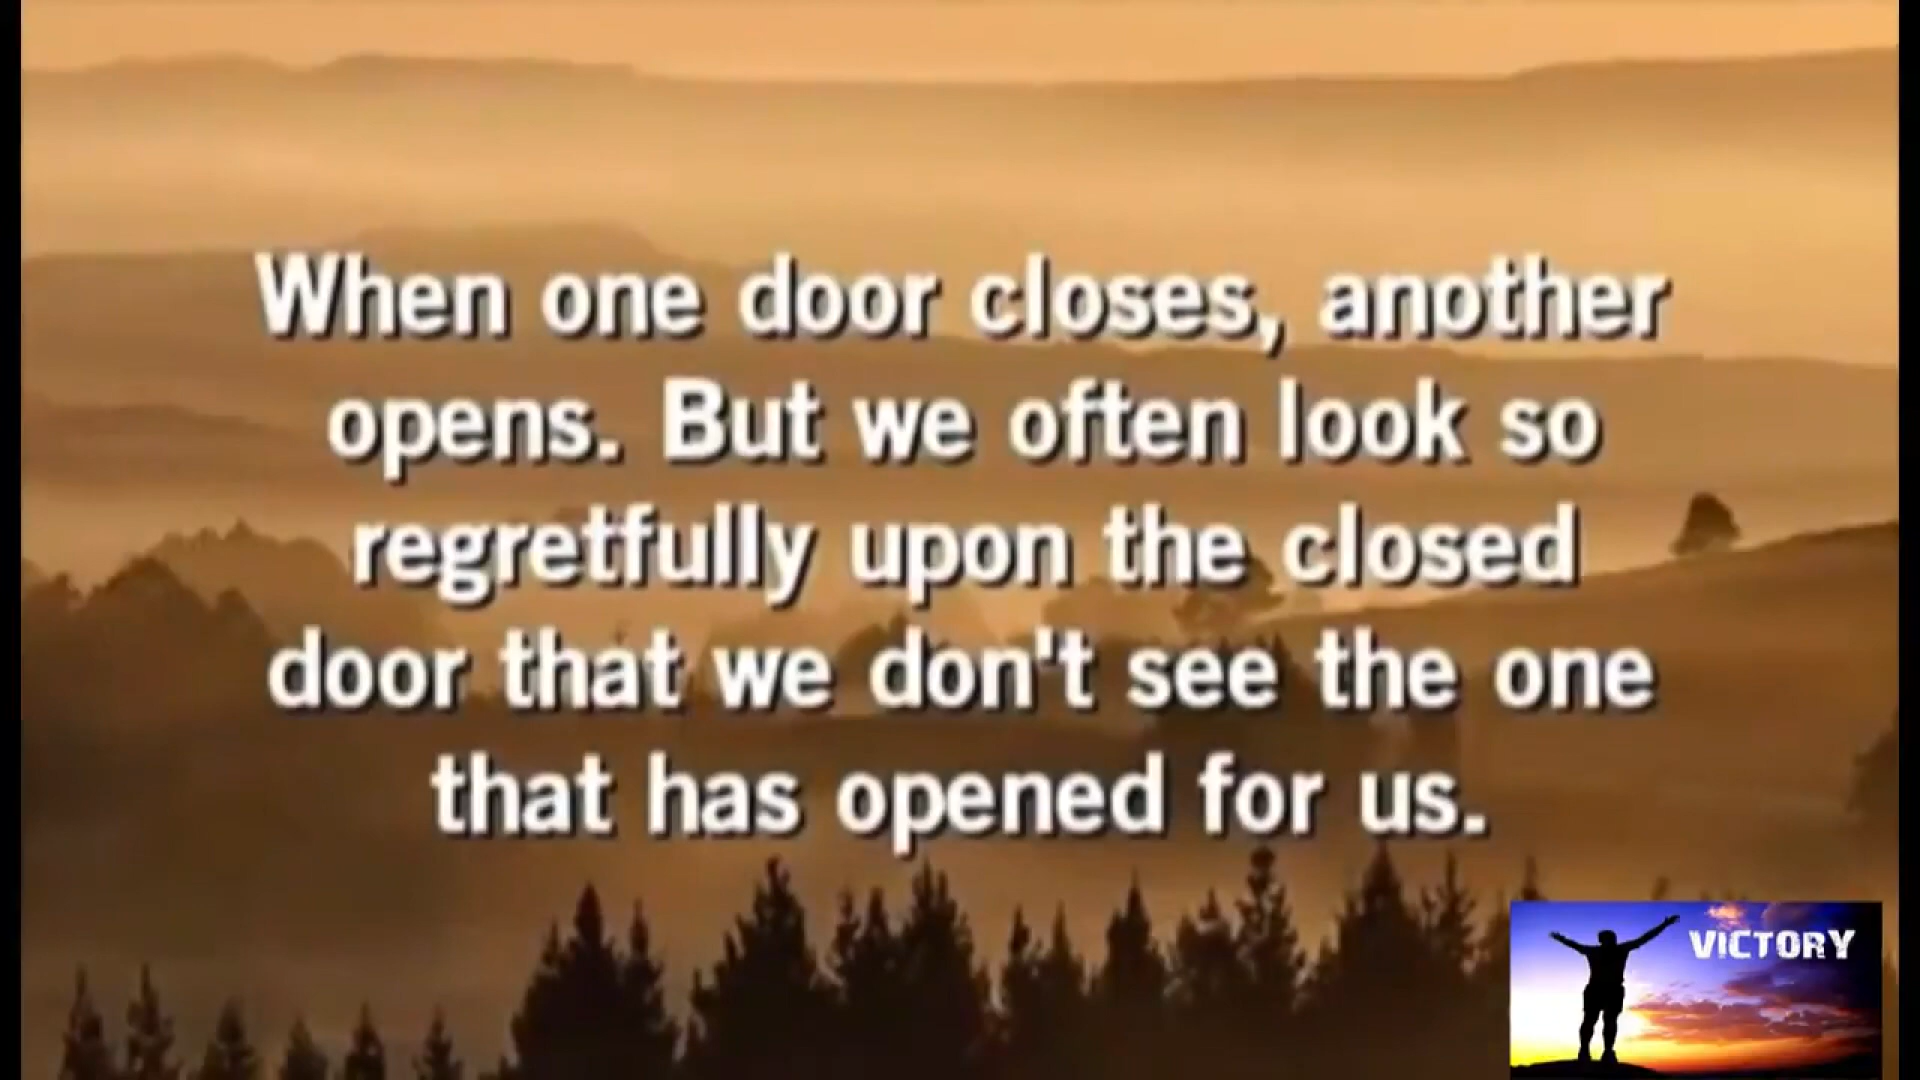 When one door closes, another
opens. But we often look so
regretfully upon the closed
door that we don't see the one
that has opened for us.
VICTORY